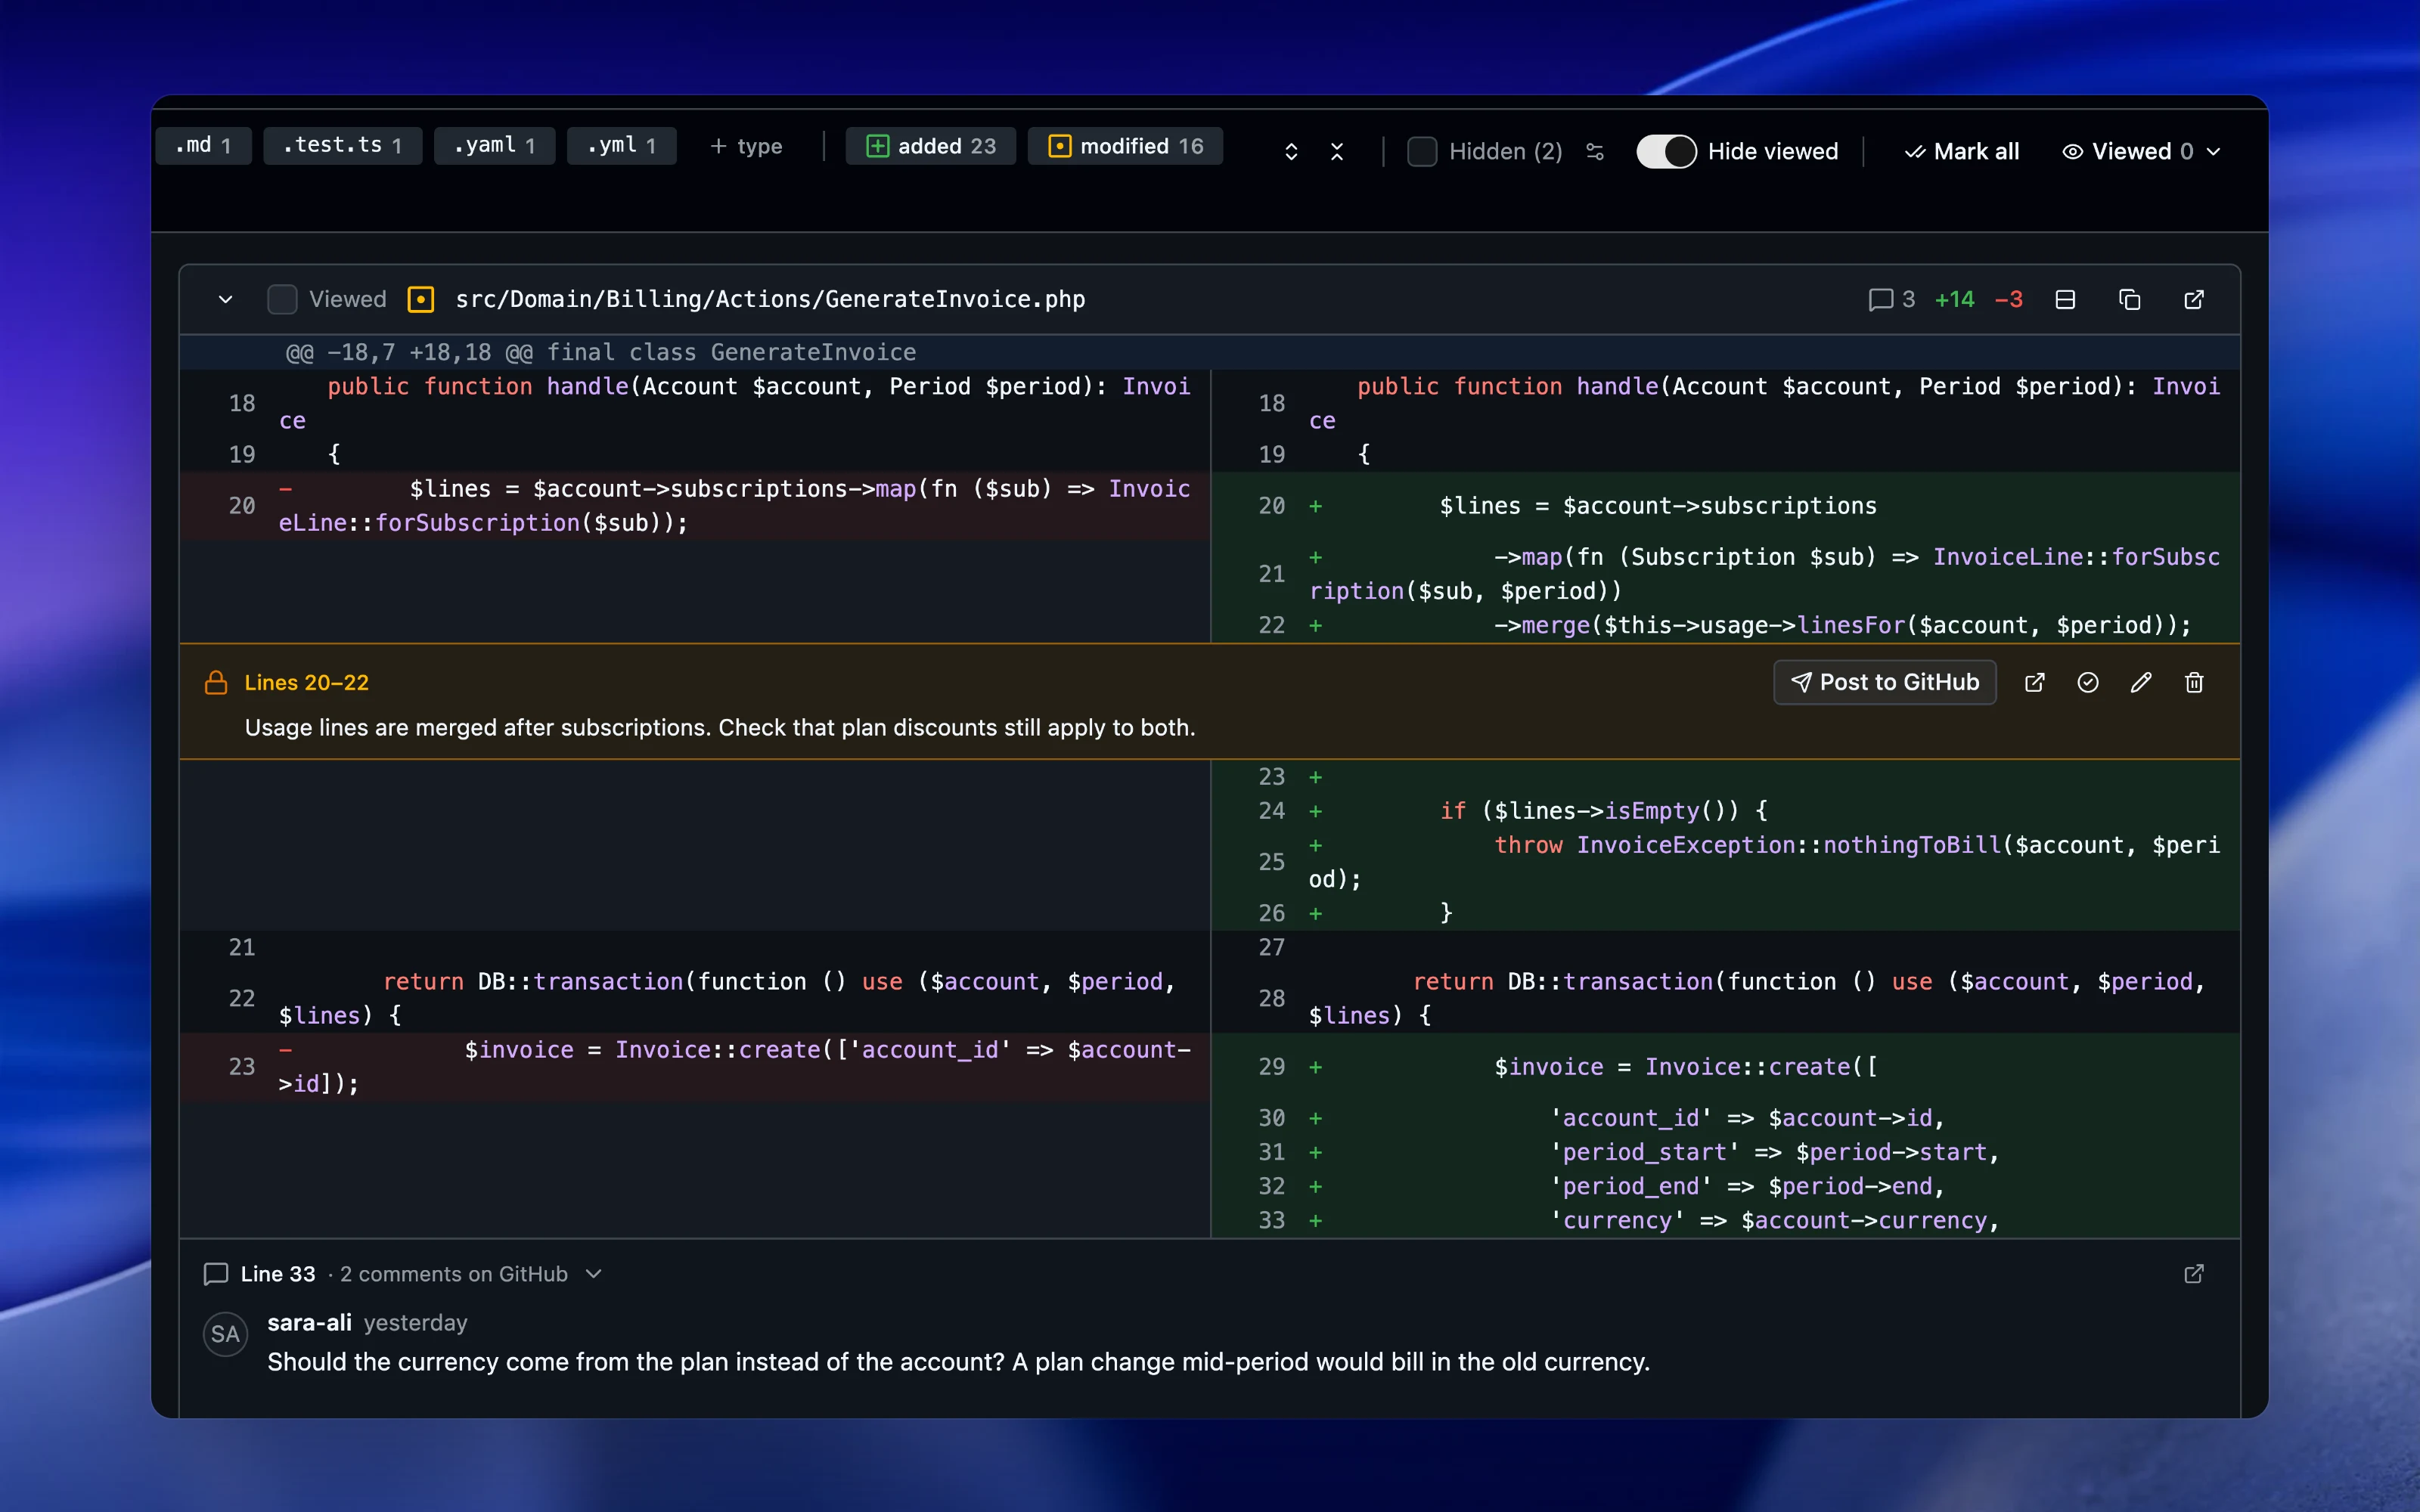 .md 1 .test.ts 1 .yaml 1 .yml 1 + type added 23 modified 16 Hidden (2) Hide viewed Mark all Viewed 0
Viewed src/Domain/Billing/Actions/GenerateInvoice.php 3 +14 −3
@@ −18,7 +18,18 @@ final class GenerateInvoice
18 public function handle(Account $account, Period $period): Invoi
ce
19 {
20 − $lines = $account->subscriptions->map(fn ($sub) => Invoic
eLine::forSubscription($sub));
18 public function handle(Account $account, Period $period): Invoi
ce
19 {
20 + $lines = $account->subscriptions
21 + ->map(fn (Subscription $sub) => InvoiceLine::forSubsc
ription($sub, $period))
22 + ->merge($this->usage->linesFor($account, $period));
Lines 20–22 Post to GitHub
Usage lines are merged after subscriptions. Check that plan discounts still apply to both.
21
22 return DB::transaction(function () use ($account, $period,
$lines) {
23 − $invoice = Invoice::create(['account_id' => $account-
>id]);
23 +
24 + if ($lines->isEmpty()) {
25 + throw InvoiceException::nothingToBill($account, $peri
od);
26 + }
27
28 return DB::transaction(function () use ($account, $period,
$lines) {
29 + $invoice = Invoice::create([
30 + 'account_id' => $account->id,
31 + 'period_start' => $period->start,
32 + 'period_end' => $period->end,
33 + 'currency' => $account->currency,
Line 33 · 2 comments on GitHub
SA sara-ali yesterday
Should the currency come from the plan instead of the account? A plan change mid-period would bill in the old currency.